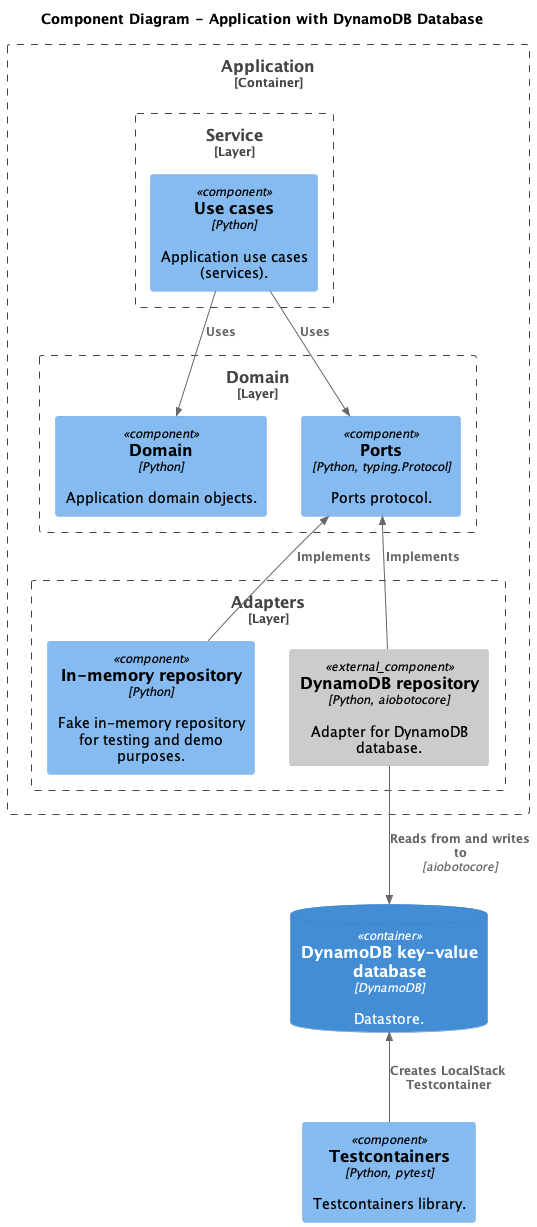 Component Diagram - Application with DynamoDB Database
Application
[Container]
Service
[Layer]
«component»
Use cases
[Python]
Application use cases
(services).
Uses
Uses
Domain
[Layer]
«component»
Domain
[Python]
Application domain objects.
«component»
Ports
[Python, typing.Protocol]
Ports protocol.
Implements
Implements
Adapters
[Layer]
«component»
In-memory repository
[Python]
Fake in-memory repository
for testing and demo
purposes.
«external_component»
DynamoDB repository
[Python, aiobotocore]
Adapter for DynamoDB
database.
Reads from and writes
to
[aiobotocore]
«container»
DynamoDB key-value
database
[DynamoDB]
Datastore.
Creates LocalStack
Testcontainer
«component»
Testcontainers
[Python, pytest]
Testcontainers library.